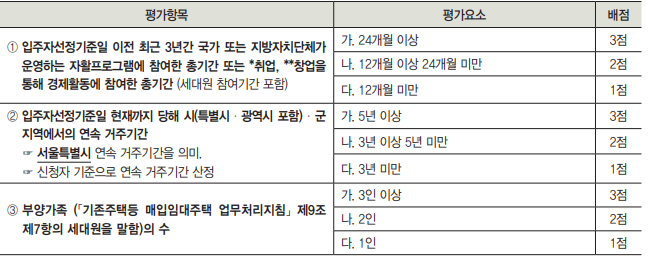 평가항목 평가요소 배점
① 입주자선정기준일 이전 최근 3년간 국가 또는 지방자치단체가
운영하는 자활프로그램에 참여한 총기간 또는 *취업, **창업을
통해 경제활동에 참여한 총기간 (세대원 참여기간 포함)
가. 24개월 이상 3점
나. 12개월 이상 24개월 미만 2점
다. 12개월 미만 1점
② 입주자선정기준일 현재까지 당해 시(특별시·광역시 포함)·군
지역에서의 연속 거주기간
☞ 서울특별시 연속 거주기간을 의미.
☞ 신청자 기준으로 연속 거주기간 산정
가. 5년 이상 3점
나. 3년 이상 5년 미만 2점
다. 3년 미만 1점
③ 부양가족 (「기존주택등 매입임대주택 업무처리지침」 제9조
제7항의 세대원을 말함)의 수
가. 3인 이상 3점
나. 2인 2점
다. 1인 1점